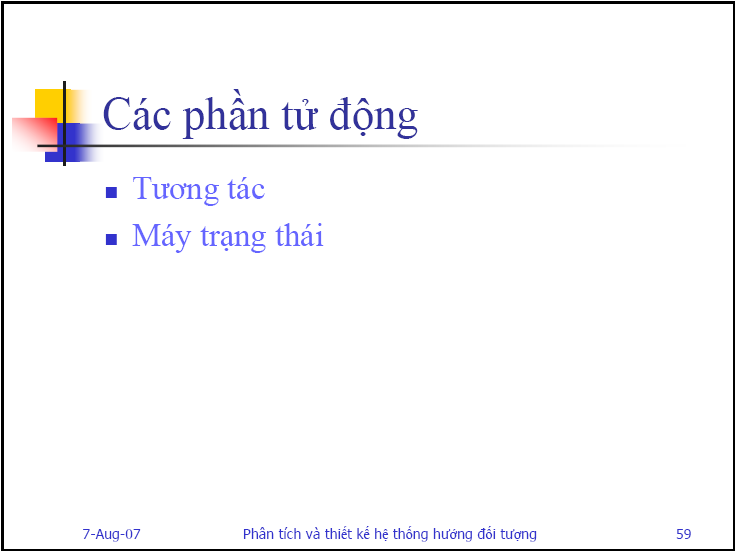 Các phần tử động
Tương tác
Máy trạng thái
7-Aug-07 Phân tích và thiết kế hệ thống hướng đối tượng 59